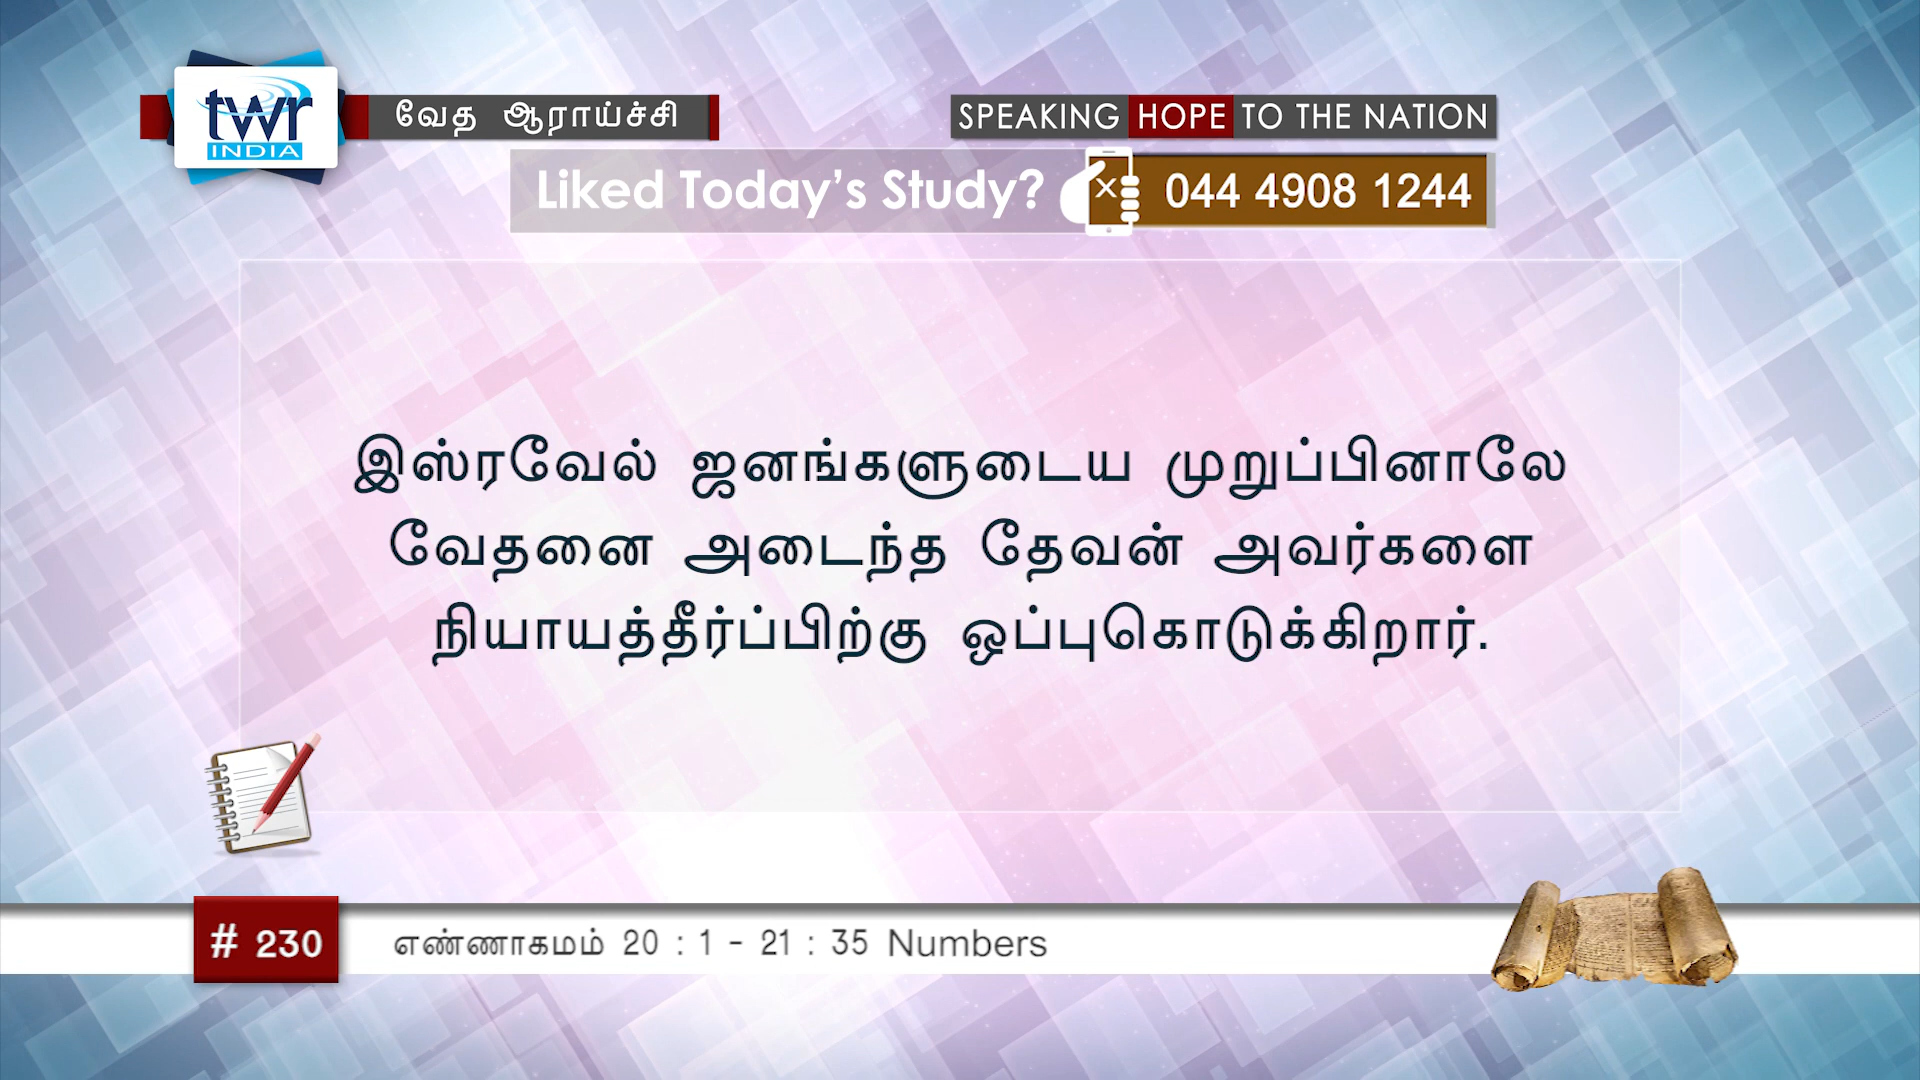 twr
INDIA
வேத ஆராய்ச்சி
SPEAKING HOPE TO THE NATION
Liked Today's Study?
044 4908 1244
இஸ்ரவேல் ஜனங்களுடைய முறுப்பினாலே
வேதனை அடைந்த தேவன் அவர்களை
நியாயத்தீர்ப்பிற்கு ஒப்புகொடுக்கிறார்.
# 230
எண்ணாகமம் 20 : 1 - 21 : 35 Numbers